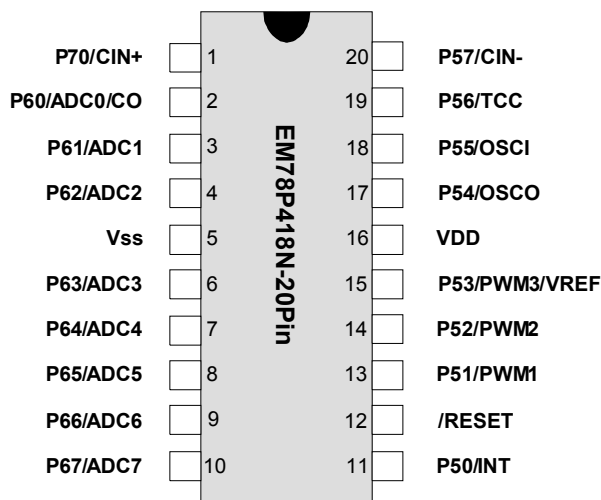 P70/CIN+ 1 20 P57/CIN-
P60/ADC0/CO 2 19 P56/TCC
P61/ADC1 3 18 P55/OSCI
P62/ADC2 4 17 P54/OSCO
Vss 5 16 VDD
P63/ADC3 6 15 P53/PWM3/VREF
P64/ADC4 7 14 P52/PWM2
P65/ADC5 8 13 P51/PWM1
P66/ADC6 9 12 /RESET
P67/ADC7 10 11 P50/INT
EM78P418N-20Pin